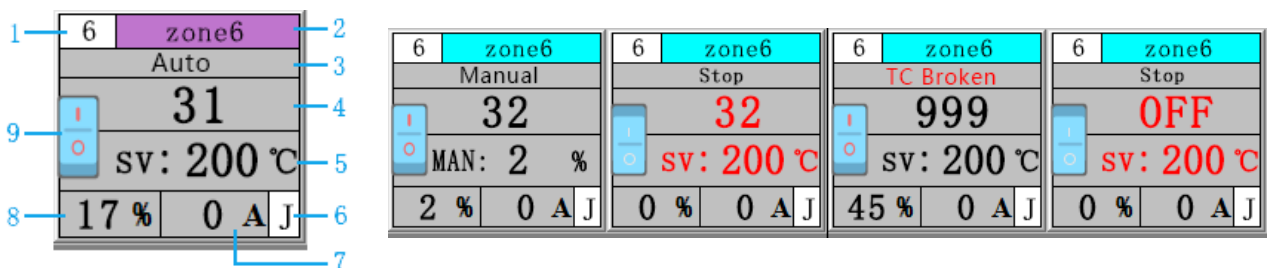 1 6 zone6 2
Auto 3
31 4
9
sv: 200 ℃ 5
8 17 % 0 A J 6
7
6 zone6
Manual
32
MAN: 2 %
2 % 0 A J
6 zone6
Stop
32
sv: 200 ℃
0 % 0 A J
6 zone6
TC Broken
999
sv: 200 ℃
45 % 0 A J
6 zone6
Stop
OFF
sv: 200 ℃
0 % 0 A J